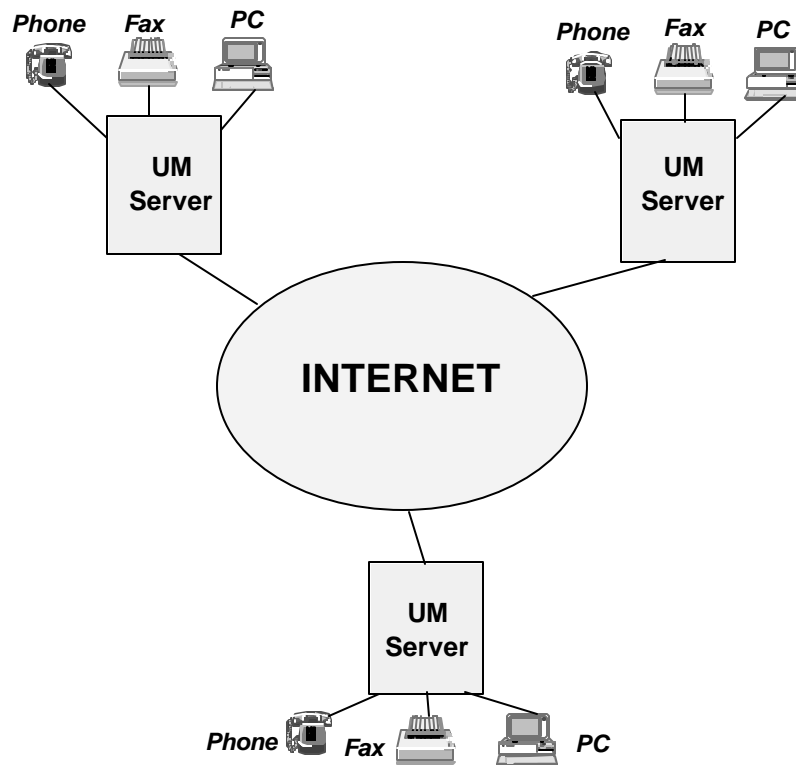 Phone Fax PC
Phone Fax PC
UM
Server
UM
Server
INTERNET
UM
Server
Phone Fax PC